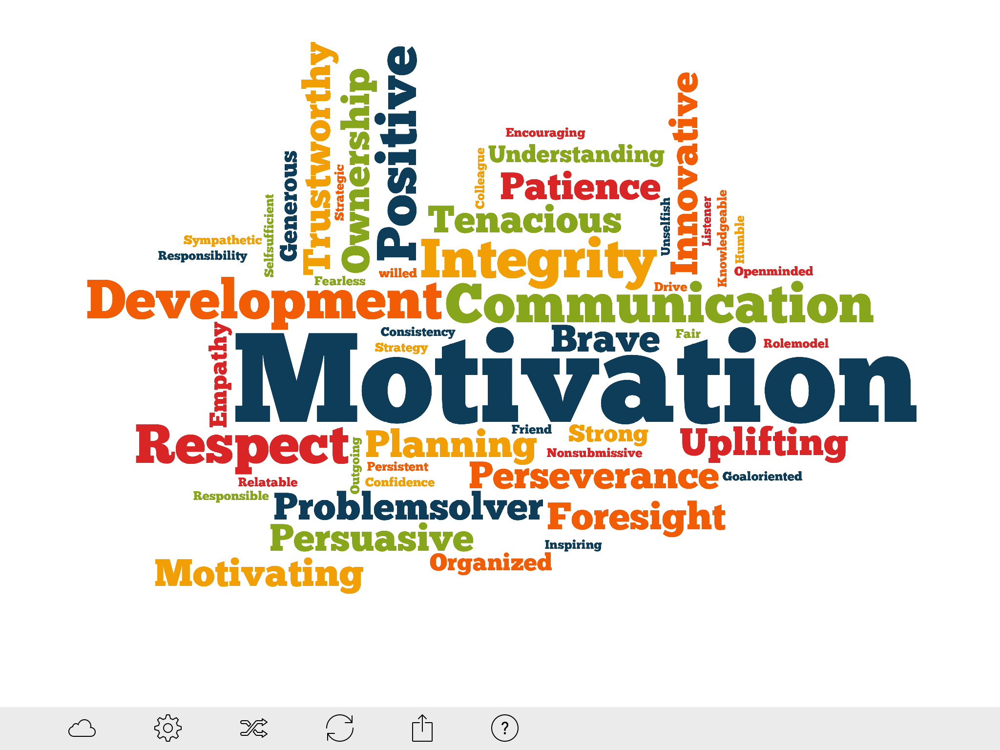 Trustworthy
Ownership
Positive
Innovative
Encouraging
Understanding
Colleague
Generous
Strategic
Patience
Selfsufficient
Tenacious
Unselfish
Listener
Knowledgeable
Humble
Sympathetic
Responsibility
Integrity
willed
Fearless
Openminded
Drive
Development
Communication
Empathy
Consistency
Strategy
Brave
Fair
Rolemodel
Motivation
Respect
Outgoing
Planning
Friend
Strong
Uplifting
Nonsubmissive
Persistent
Perseverance
Goaloriented
Relatable
Confidence
Responsible
Problemsolver
Foresight
Persuasive
Inspiring
Organized
Motivating
?